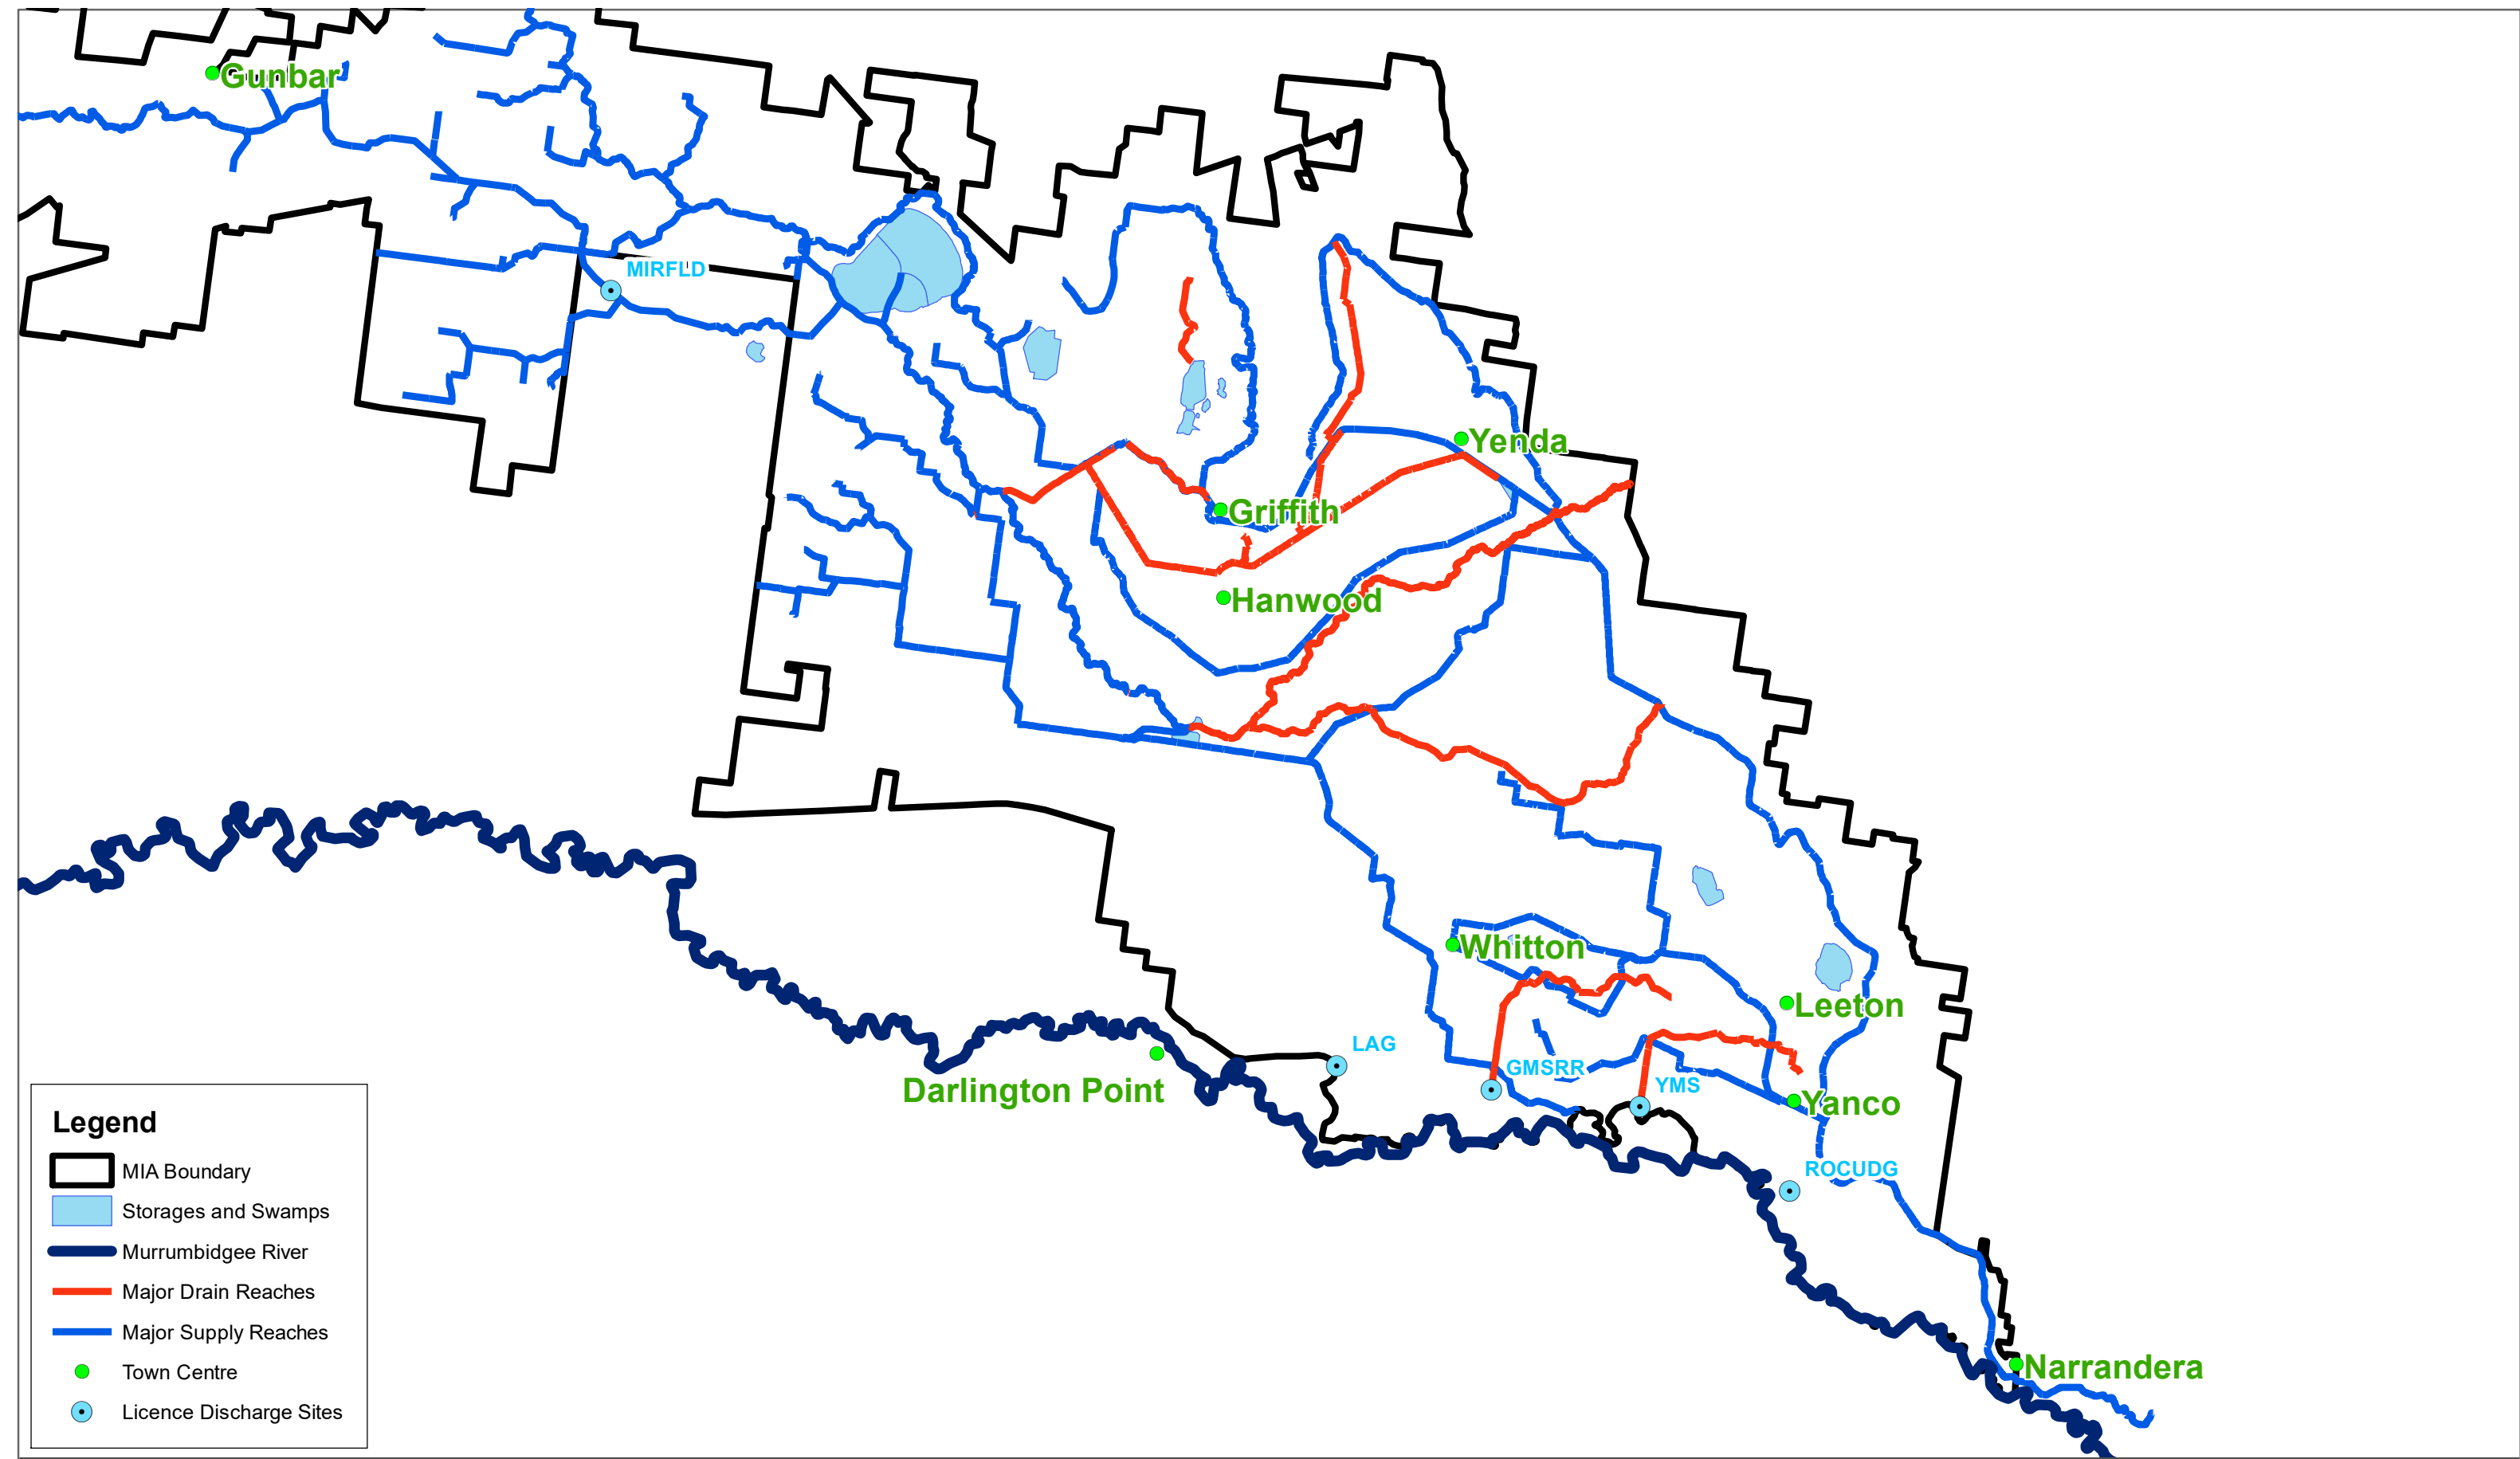 Gunbar
MIRFLD
Yenda
Griffith
Hanwood
Whitton
Leeton
LAG
GMSRR
YMS
Darlington Point
Yanco
ROCUDG
Narrandera
Legend
MIA Boundary
Storages and Swamps
Murrumbidgee River
Major Drain Reaches
Major Supply Reaches
Town Centre
Licence Discharge Sites